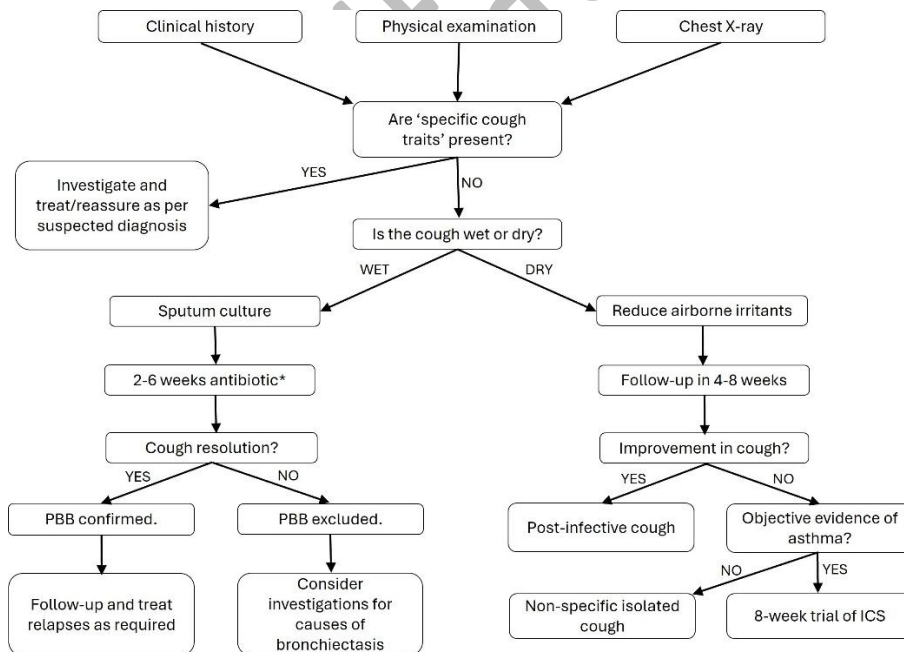 Clinical history
Physical examination
Chest X-ray
Are ‘specific cough
traits’ present?
YES
NO
Investigate and
treat/reassure as per
suspected diagnosis
Is the cough wet or dry?
WET
DRY
Sputum culture
Reduce airborne irritants
2-6 weeks antibiotic*
Follow-up in 4-8 weeks
Cough resolution?
Improvement in cough?
YES
NO
YES
NO
PBB confirmed.
PBB excluded.
Post-infective cough
Objective evidence of
asthma?
NO
YES
Follow-up and treat
relapses as required
Consider
investigations for
causes of
bronchiectasis
Non-specific isolated
cough
8-week trial of ICS